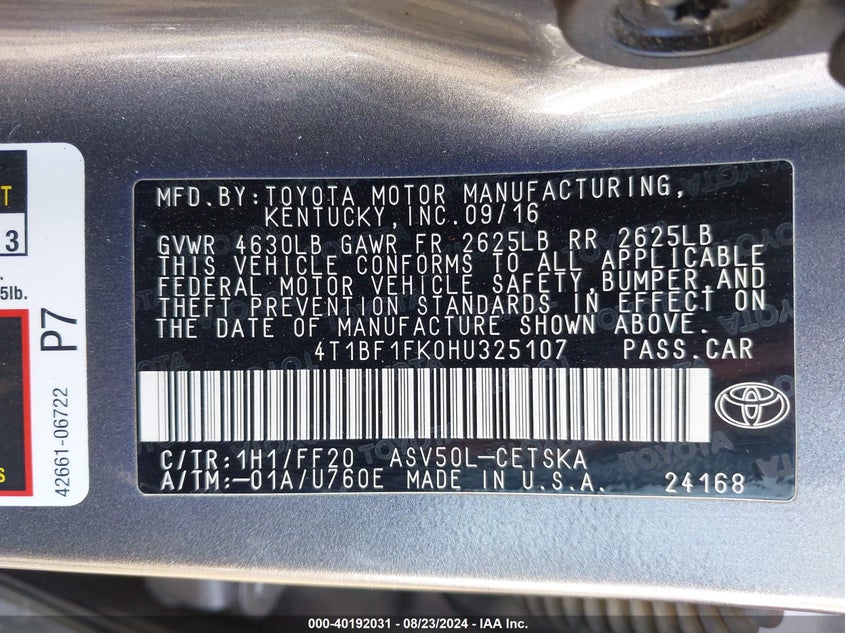 T
3
.
5lb.
P7
42661-06722
S
MFD.BY:TOYOTA MOTOR MANUFACTURING,
KENTUCKY,INC.09/16
GVWR 4630LB GAWR FR 2625LB RR 2625LB
THIS VEHICLE CONFORMS TO ALL APPLICABLE
FEDERAL MOTOR VEHICLE SAFETY,BUMPER,AND
THEFT PREVENTION STANDARDS IN EFFECT ON
THE DATE OF MANUFACTURE SHOWN ABOVE.
4T1BF1FK0HU325107 PASS.CAR
C/TR:1H1/FF20 ASV50L-CETSKA
A/TM:-01A/U760E MADE IN U.S.A. 24168
000-40192031 - 08/23/2024 - IAA Inc.